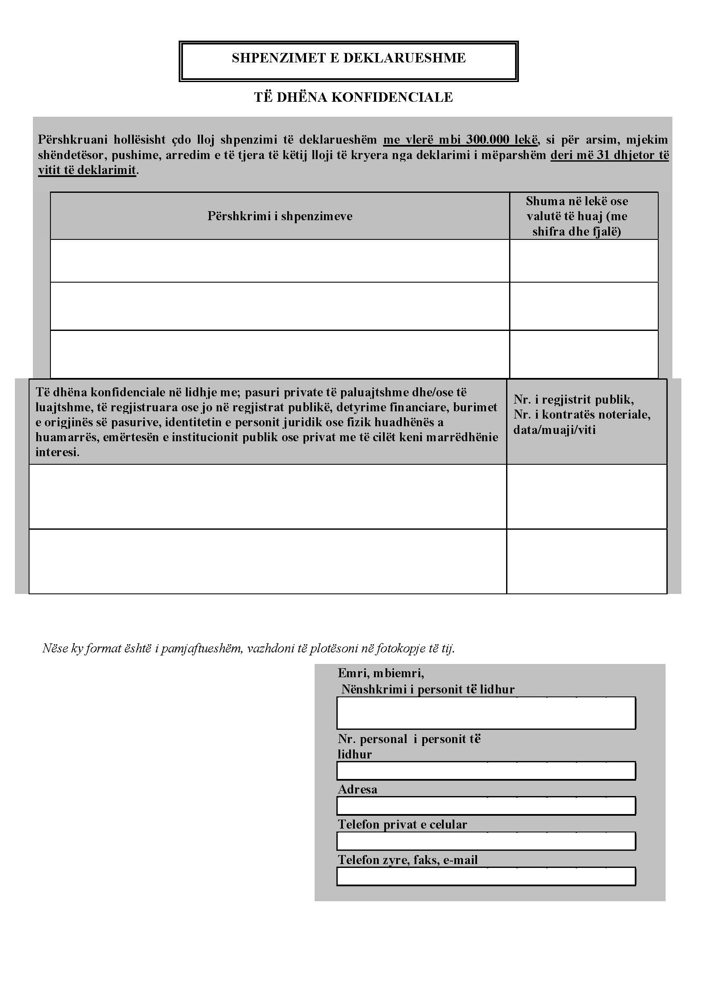 SHPENZIMET E DEKLARUESHME
TË DHËNA KONFIDENCIALE
Përshkruani hollësisht çdo lloj shpenzimi të deklarueshëm me vlerë mbi 300.000 lekë, si për arsim, mjekim
shëndetësor, pushime, arredim e të tjera të këtij lloji të kryera nga deklarimi i mëparshëm deri më 31 dhjetor të
vitit të deklarimit.
Përshkrimi i shpenzimeve
Shuma në lekë ose
valutë të huaj (me
shifra dhe fjalë)
Të dhëna konfidenciale në lidhje me; pasuri private të paluajtshme dhe/ose të
luajtshme, të regjistruara ose jo në regjistrat publikë, detyrime financiare, burimet
e origjinës së pasurive, identitetin e personit juridik ose fizik huadhënës a
huamarrës, emërtesën e institucionit publik ose privat me të cilët keni marrëdhënie
interesi.
Nr. i regjistrit publik,
Nr. i kontratës noteriale,
data/muaji/viti
Nëse ky format është i pamjaftueshëm, vazhdoni të plotësoni në fotokopje të tij.
Emri, mbiemri,
Nënshkrimi i personit të lidhur
Nr. personal i personit të
lidhur
Adresa
Telefon privat e celular
Telefon zyre, faks, e-mail